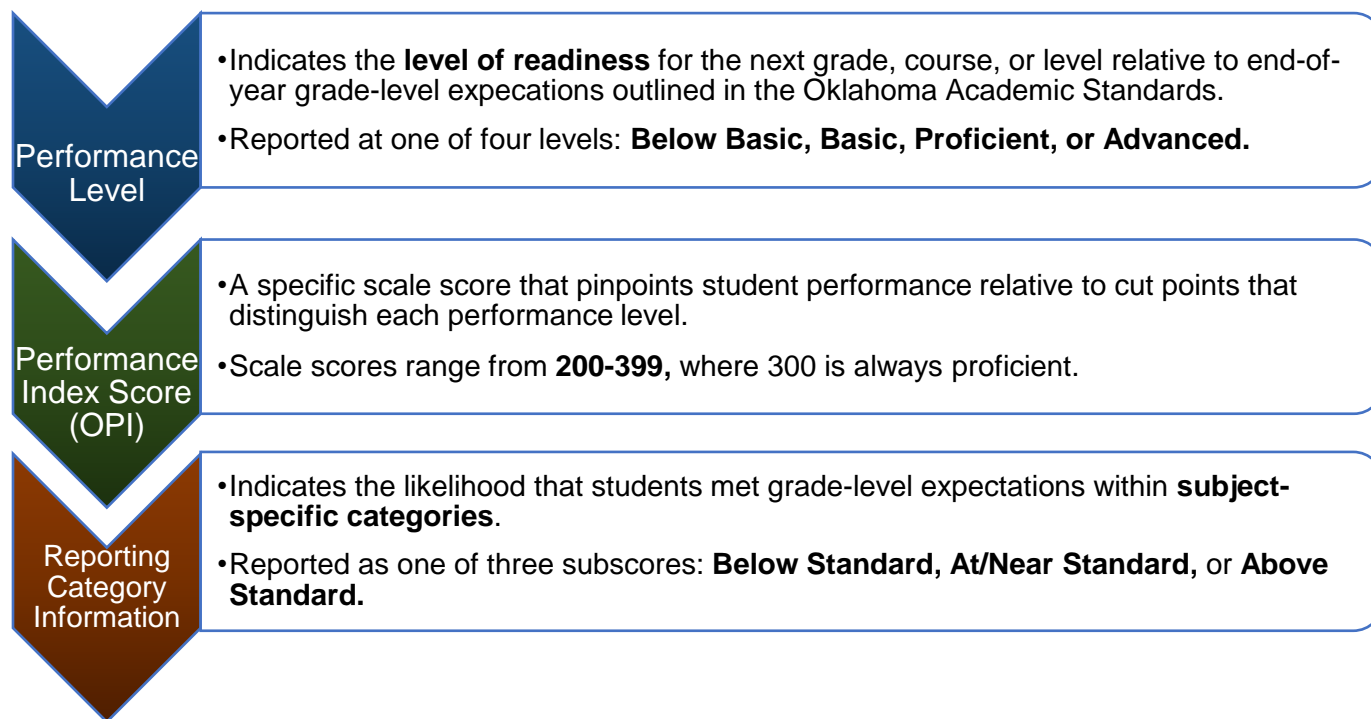 Performance
Level
•Indicates the level of readiness for the next grade, course, or level relative to end-of-
year grade-level expecations outlined in the Oklahoma Academic Standards.
•Reported at one of four levels: Below Basic, Basic, Proficient, or Advanced.
Performance
Index Score
(OPI)
•A specific scale score that pinpoints student performance relative to cut points that
distinguish each performance level.
•Scale scores range from 200-399, where 300 is always proficient.
Reporting
Category
Information
•Indicates the likelihood that students met grade-level expectations within subject-
specific categories.
•Reported as one of three subscores: Below Standard, At/Near Standard, or Above
Standard.